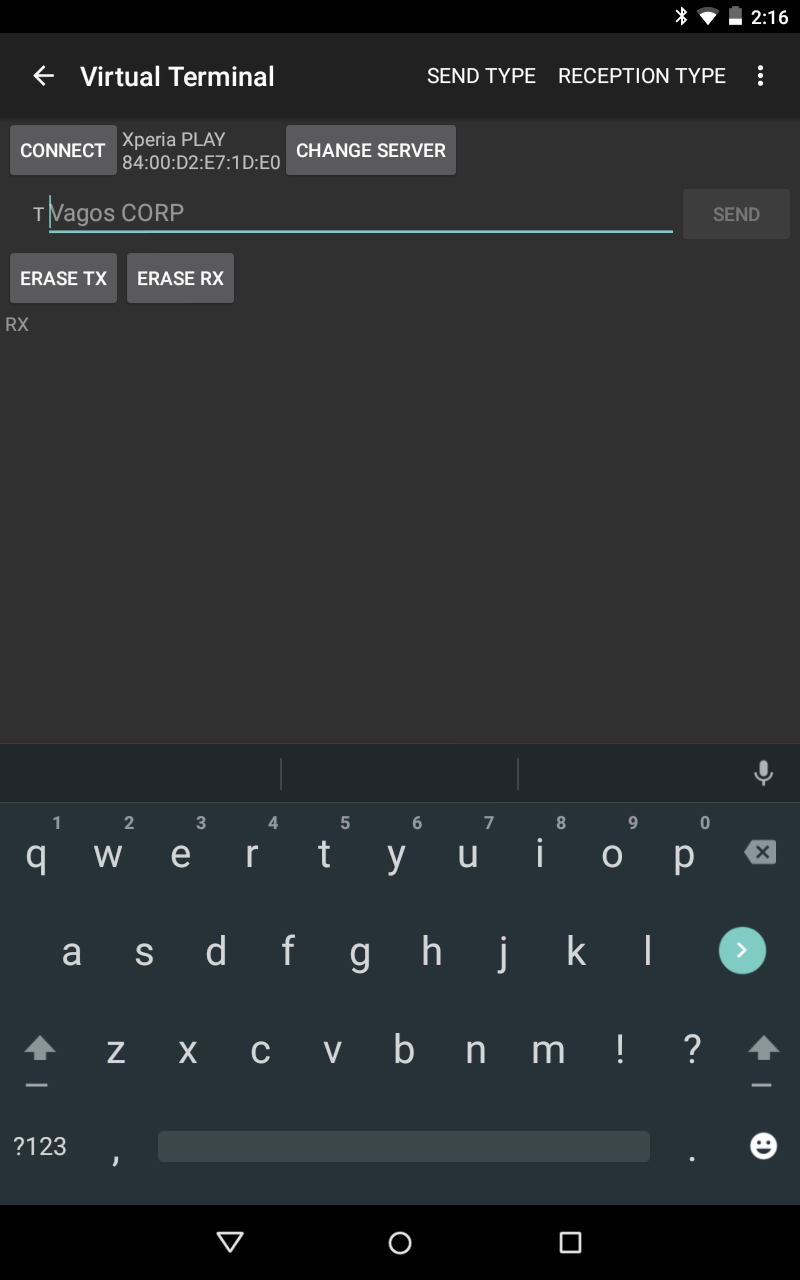 2:16
Virtual Terminal SEND TYPE RECEPTION TYPE
CONNECT Xperia PLAY 84:00:D2:E7:1D:E0 CHANGE SERVER
T Vagos CORP SEND
ERASE TX ERASE RX
RX
1 2 3 4 5 6 7 8 9 0
q w e r t y u i o p
a s d f g h j k l
z x c v b n m ! ?
?123 , .